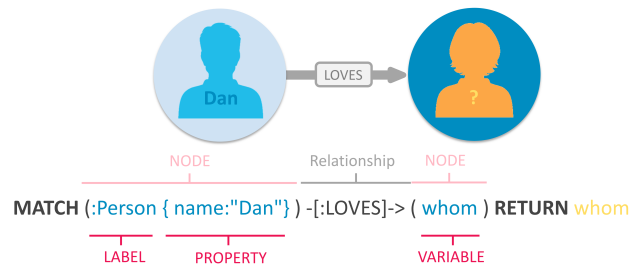 LOVES
Dan
?
NODE Relationship NODE
MATCH (:Person { name:"Dan"} ) -[:LOVES]-> ( whom ) RETURN whom
LABEL PROPERTY VARIABLE